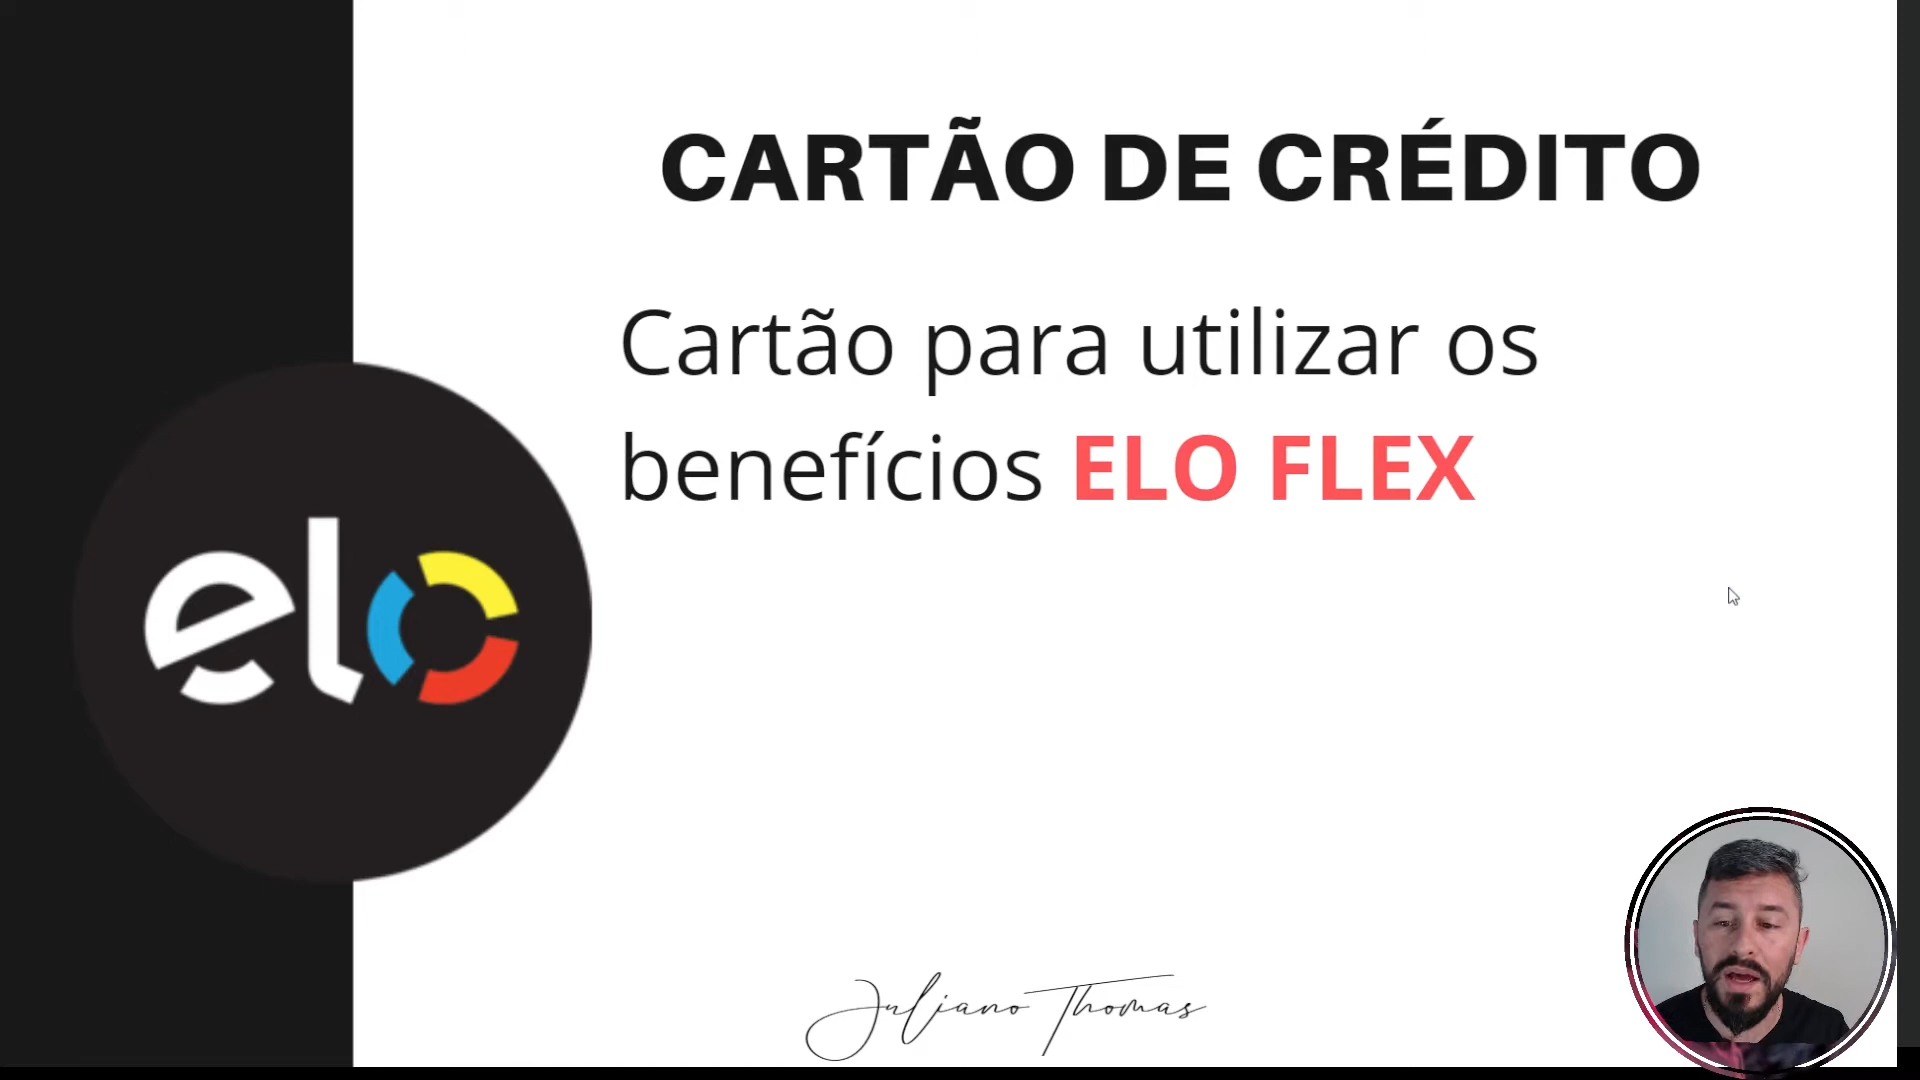 CARTÃO DE CRÉDITO
Cartão para utilizar os
benefícios ELO FLEX
elo
Juliano Thomas